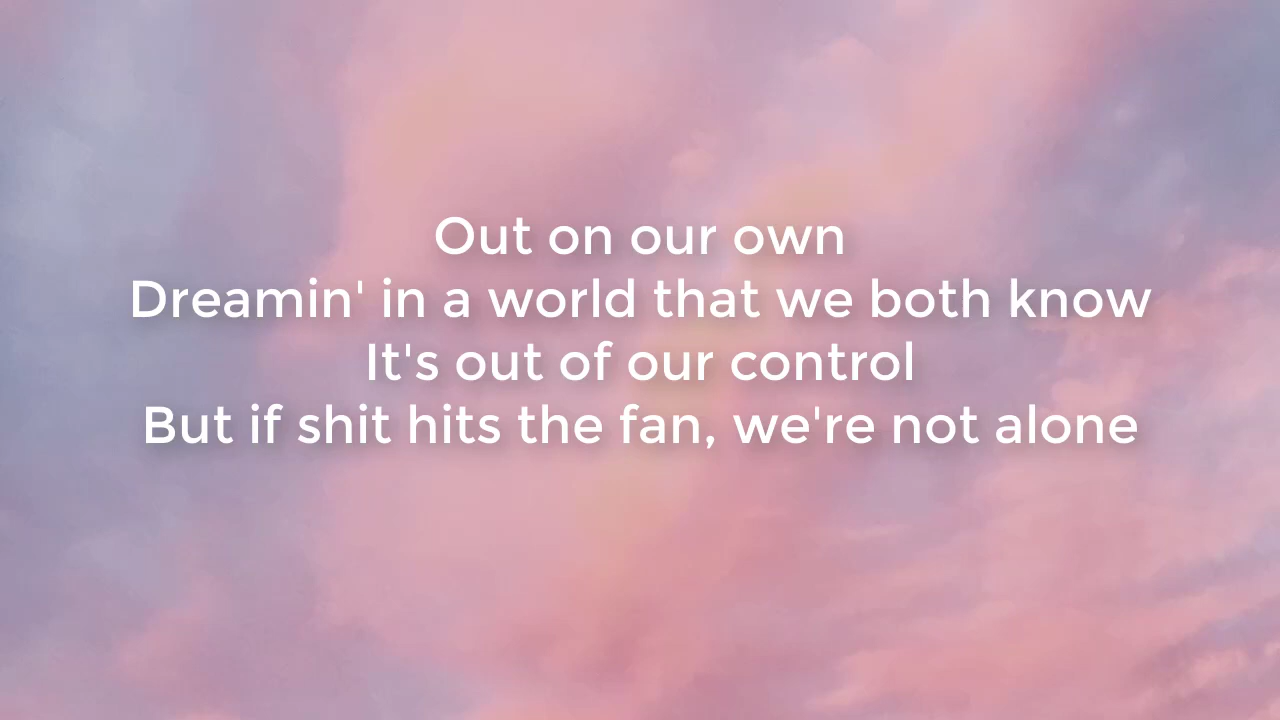 Out on our own
Dreamin' in a world that we both know
It's out of our control
But if shit hits the fan, we're not alone